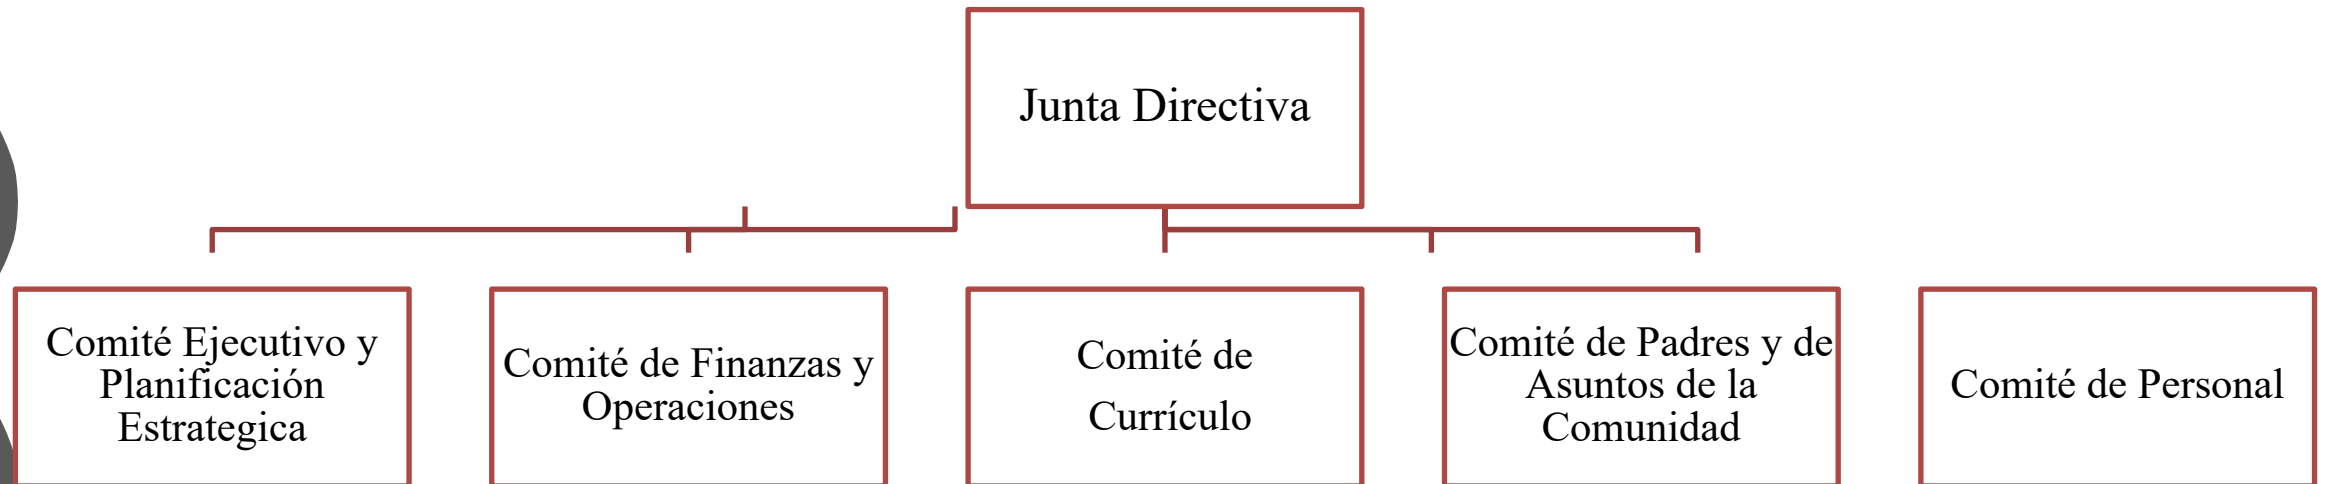 Junta Directiva
Comité Ejecutivo y
Planificación
Estrategica
Comité de Finanzas y
Operaciones
Comité de
Currículo
Comité de Padres y de
Asuntos de la
Comunidad
Comité de Personal